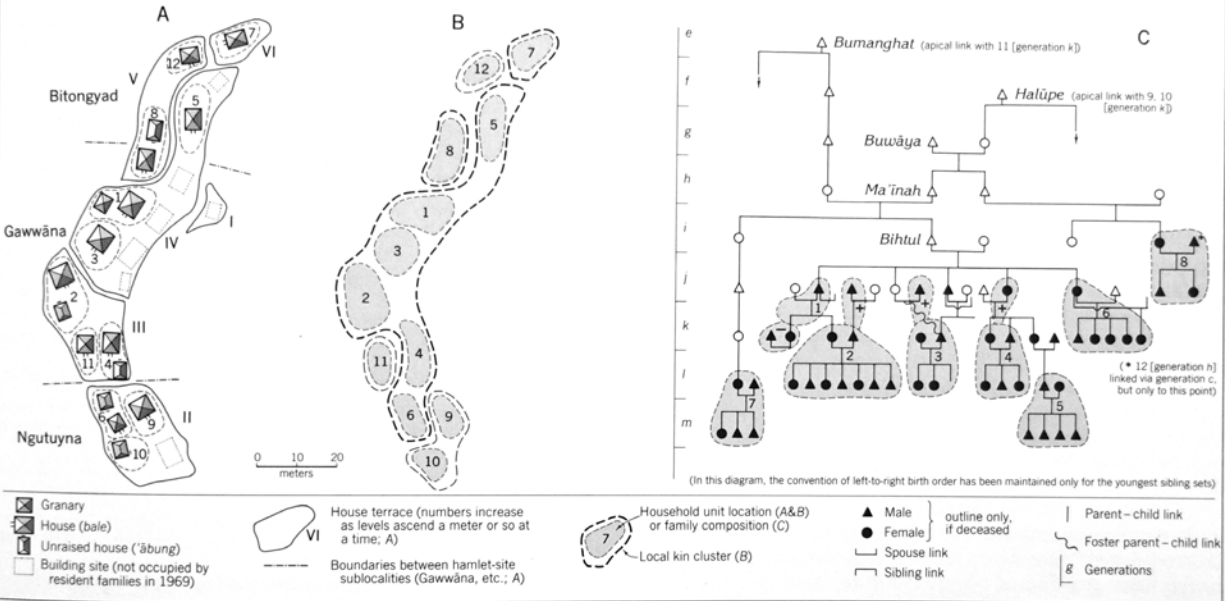 A
7
VI
12
V
Bitongyad
5
8
1
I
Gawwāna
IV
3
2
III
11
4
Ngutuyna
6
II
9
10
B
7
12
5
8
1
3
2
4
11
6
9
10
0 10 20
meters
C
e
f
g
h
i
j
k
l
m
Bumanghat (apical link with 11 [generation k])
Halūpe (apical link with 9, 10
[generation k])
Buwāya
Ma'īnah
Bihtul
*
8
1
+
+
+
6
–
2
3
4
7
5
(* 12 [generation h]
linked via generation c,
but only to this point)
(In this diagram, the convention of left-to-right birth order has been maintained only for the youngest sibling sets)
Granary
House (bale)
Unraised house ('ābung)
Building site (not occupied by
resident families in 1969)
VI
House terrace (numbers increase
as levels ascend a meter or so at
a time; A)
Boundaries between hamlet-site
sublocalities (Gawwāna, etc.; A)
7
Household unit location (A&B)
or family composition (C)
Local kin cluster (B)
Male
Female
outline only,
if deceased
Spouse link
Sibling link
Parent–child link
Foster parent–child link
g Generations